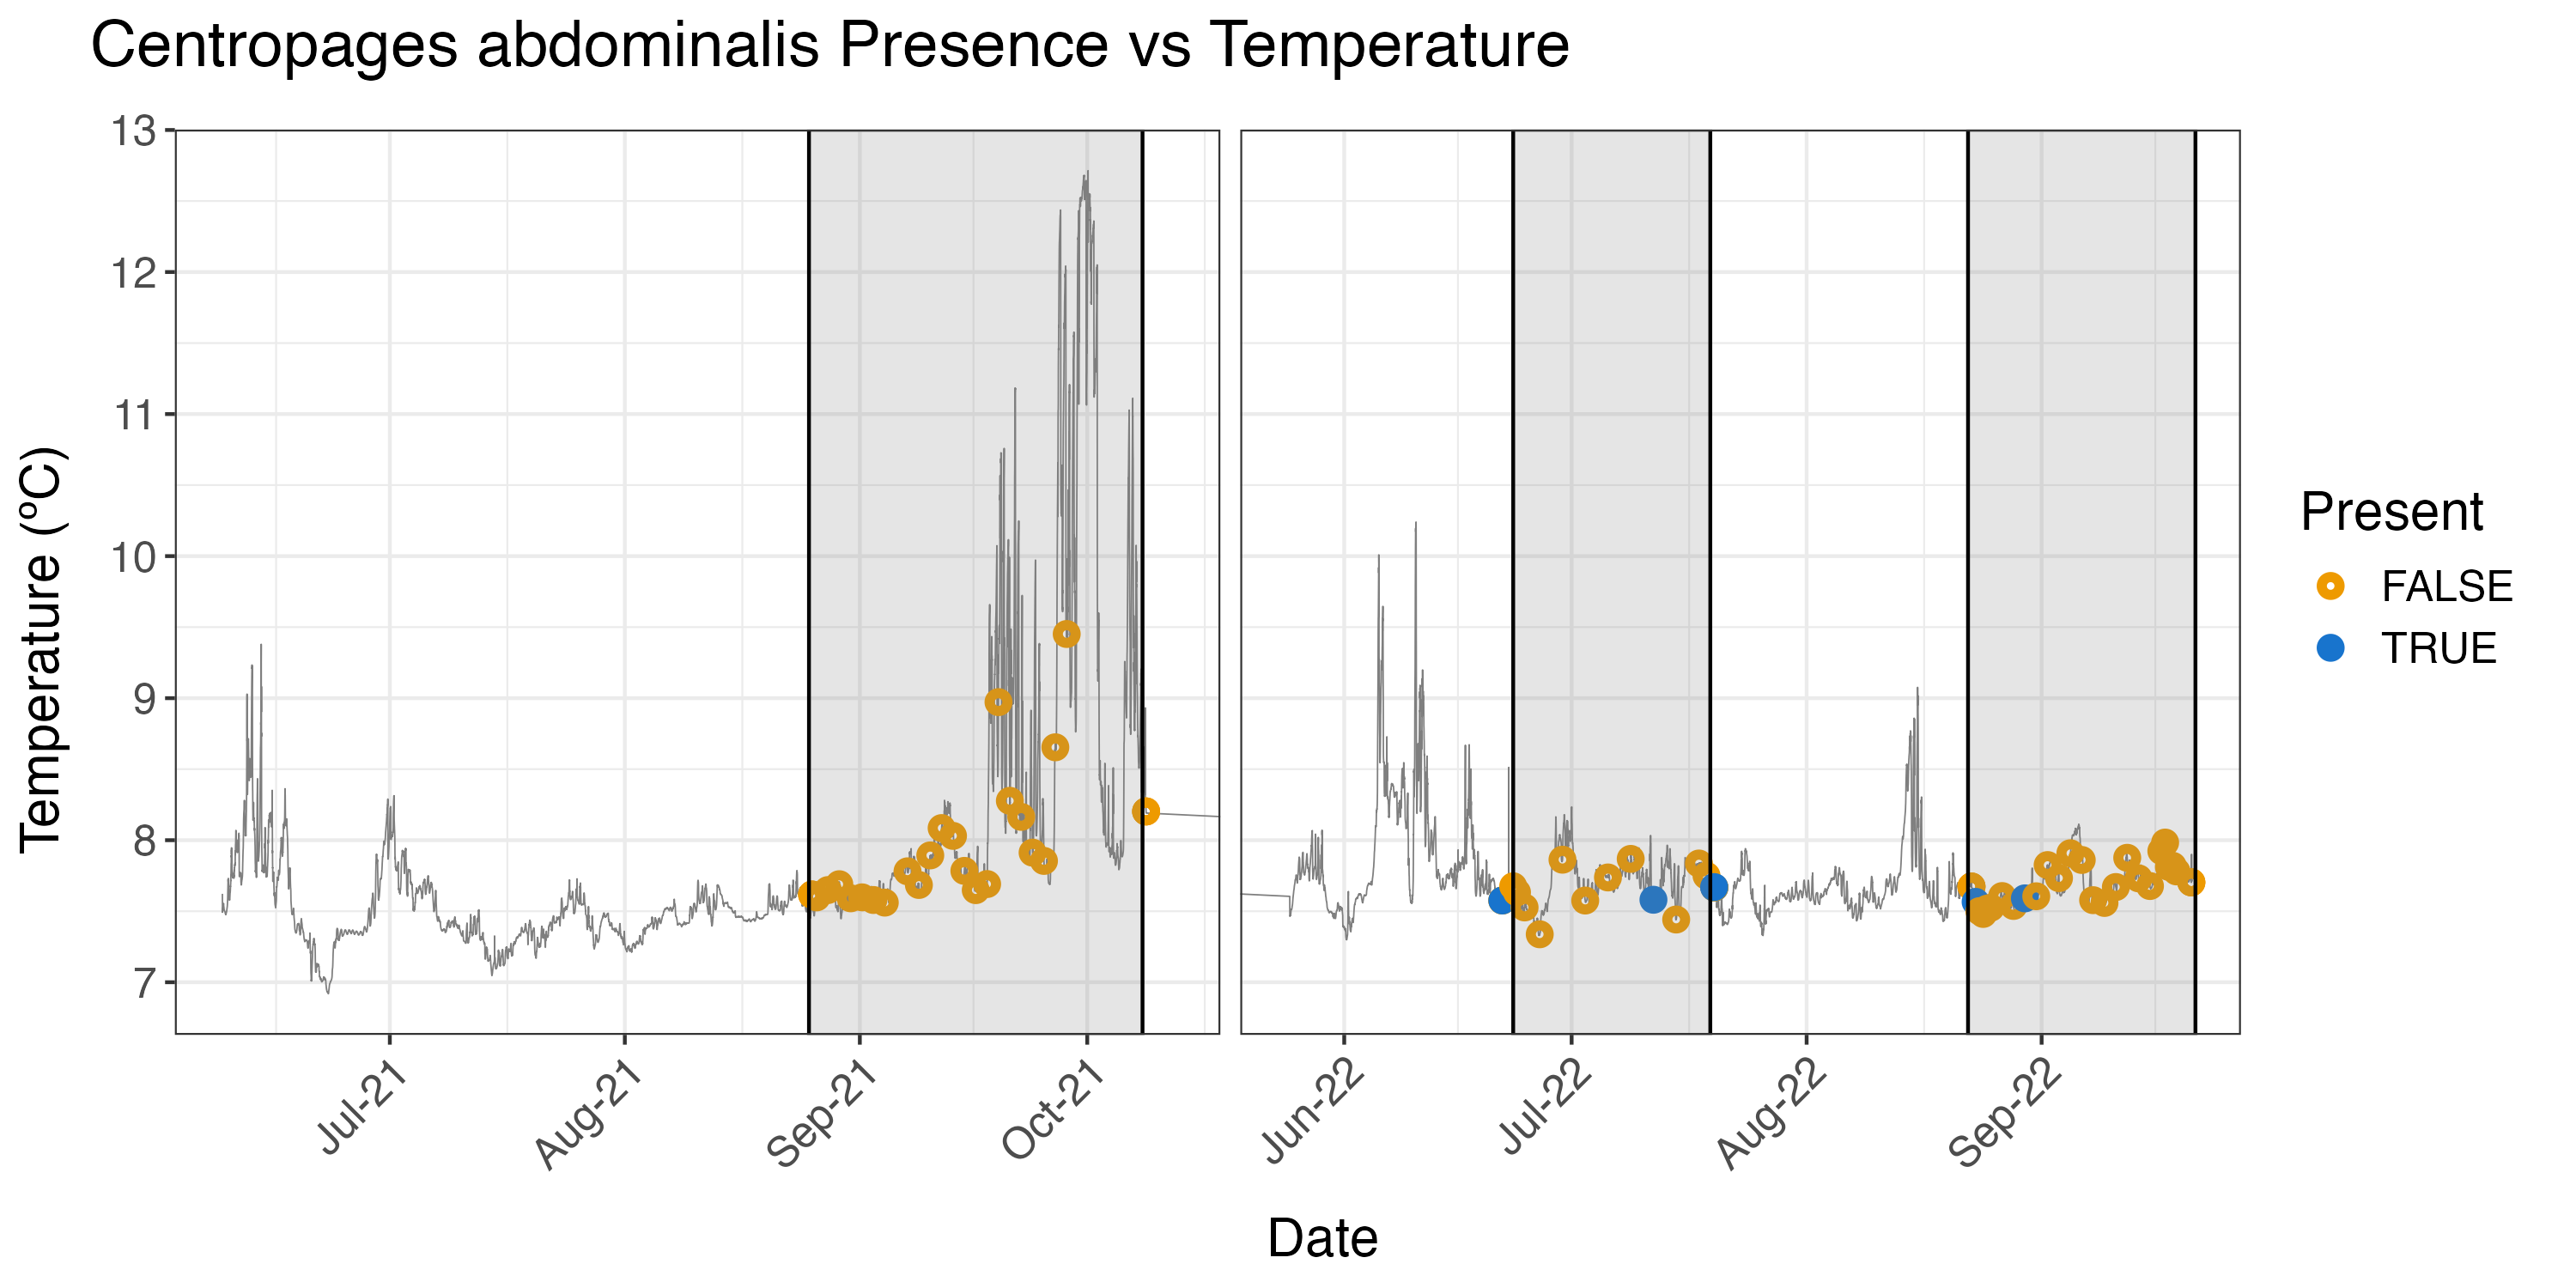 Centropages abdominalis Presence vs Temperature
Temperature (ºC)
13
12
11
10
9
8
7
Jul-21
Aug-21
Sep-21
Oct-21
Jun-22
Jul-22
Aug-22
Sep-22
Date
Present
FALSE
TRUE